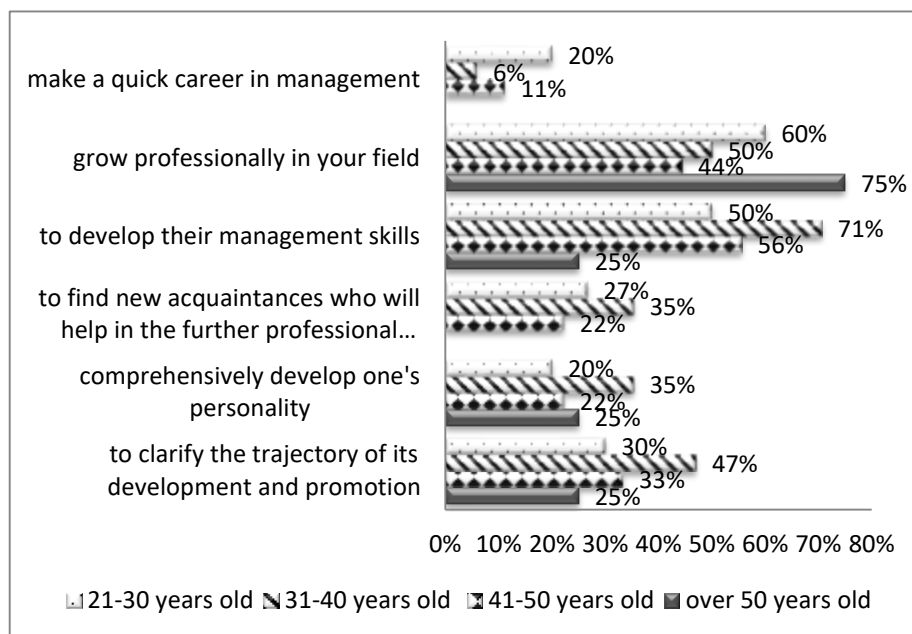 make a quick career in management
20%
6%
11%
grow professionally in your field
60%
50%
44%
75%
to develop their management skills
50%
71%
56%
25%
to find new acquaintances who will
help in the further professional…
27%
35%
22%
comprehensively develop one's
personality
20%
35%
22%
25%
to clarify the trajectory of its
development and promotion
30%
47%
33%
25%
0% 10% 20% 30% 40% 50% 60% 70% 80%
21-30 years old 31-40 years old 41-50 years old over 50 years old